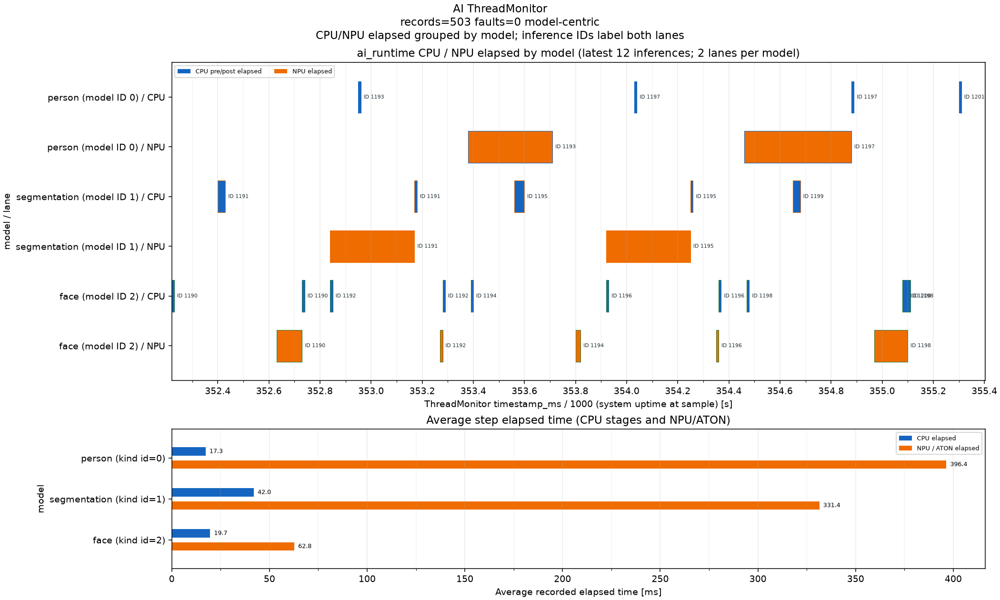 AI ThreadMonitor
records=503 faults=0 model-centric
CPU/NPU elapsed grouped by model; inference IDs label both lanes
ai_runtime CPU / NPU elapsed by model (latest 12 inferences; 2 lanes per model)
CPU pre/post elapsed NPU elapsed
person (model ID 0) / CPU
ID 1193 ID 1197 ID 1197 ID 1201
person (model ID 0) / NPU
ID 1193 ID 1197
segmentation (model ID 1) / CPU
ID 1191 ID 1191 ID 1195 ID 1195 ID 1199
segmentation (model ID 1) / NPU
ID 1191 ID 1195
face (model ID 2) / CPU
ID 1190 ID 1190 ID 1192 ID 1192 ID 1194 ID 1196 ID 1196 ID 1198
face (model ID 2) / NPU
ID 1190 ID 1192 ID 1194 ID 1196 ID 1198
model / lane
352.4 352.6 352.8 353.0 353.2 353.4 353.6 353.8 354.0 354.2 354.4 354.6 354.8 355.0 355.2 355.4
ThreadMonitor timestamp_ms / 1000 (system uptime at sample) [s]
Average step elapsed time (CPU stages and NPU/ATON)
CPU elapsed
NPU / ATON elapsed
person (kind id=0)
17.3
396.4
segmentation (kind id=1)
42.0
331.4
face (kind id=2)
19.7
62.8
model
0 50 100 150 200 250 300 350 400
Average recorded elapsed time [ms]